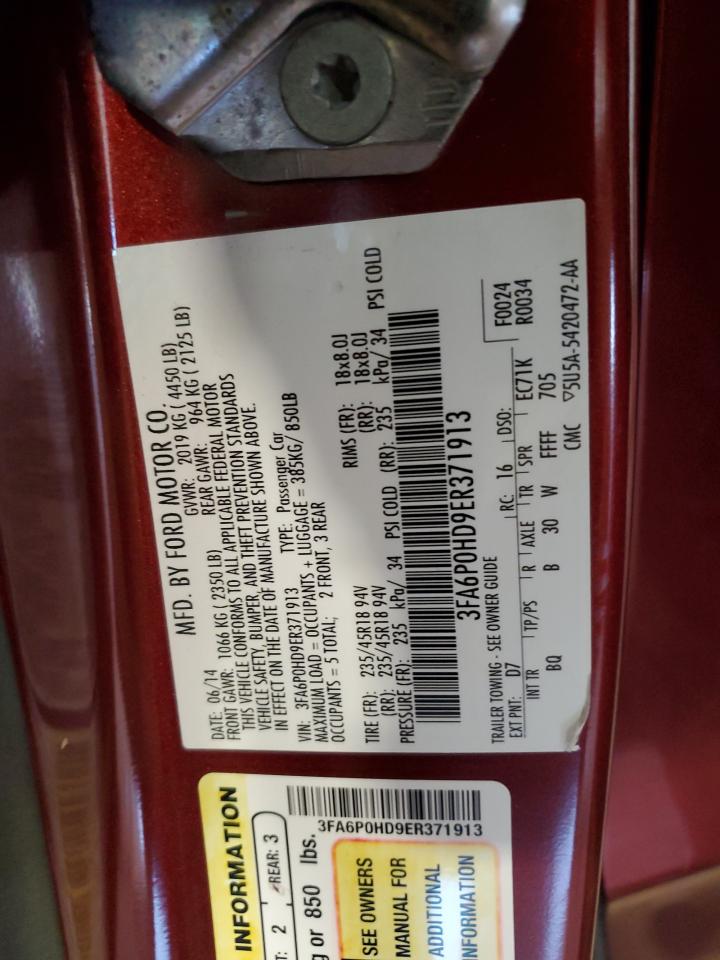 MFD. BY FORD MOTOR CO.
DATE: 06/14 GVWR: 2019 KG ( 4450 LB)
FRONT GAWR: 1066 KG ( 2350 LB) REAR GAWR: 964 KG ( 2125 LB)
THIS VEHICLE CONFORMS TO ALL APPLICABLE FEDERAL MOTOR
VEHICLE SAFETY, BUMPER, AND THEFT PREVENTION STANDARDS
IN EFFECT ON THE DATE OF MANUFACTURE SHOWN ABOVE.
VIN: 3FA6P0HD9ER371913 TYPE: Passenger Car
MAXIMUM LOAD = OCCUPANTS + LUGGAGE = 385KG/ 850LB
OCCUPANTS = 5 TOTAL; 2 FRONT, 3 REAR
TIRE (FR): 235/45R18 94V RIMS (FR): 18x8.0J
(RR): 235/45R18 94V (RR): 18x8.0J
PRESSURE (FR): 235 kPa/ 34 PSI COLD (RR): 235 kPa/ 34 PSI COLD
3FA6P0HD9ER371913
TRAILER TOWING - SEE OWNER GUIDE F0024
EXT PNT: D7 RC: 16 DSO: R0034
INT TR TP/PS R AXLE TR SPR EC71K
BQ B 30 W FFFF 705
CMC ▽5U5A-5420472-AA
INFORMATION
T: 2 REAR: 3
g or 850 lbs.
3FA6P0HD9ER371913
SEE OWNERS
MANUAL FOR
ADDITIONAL
INFORMATION